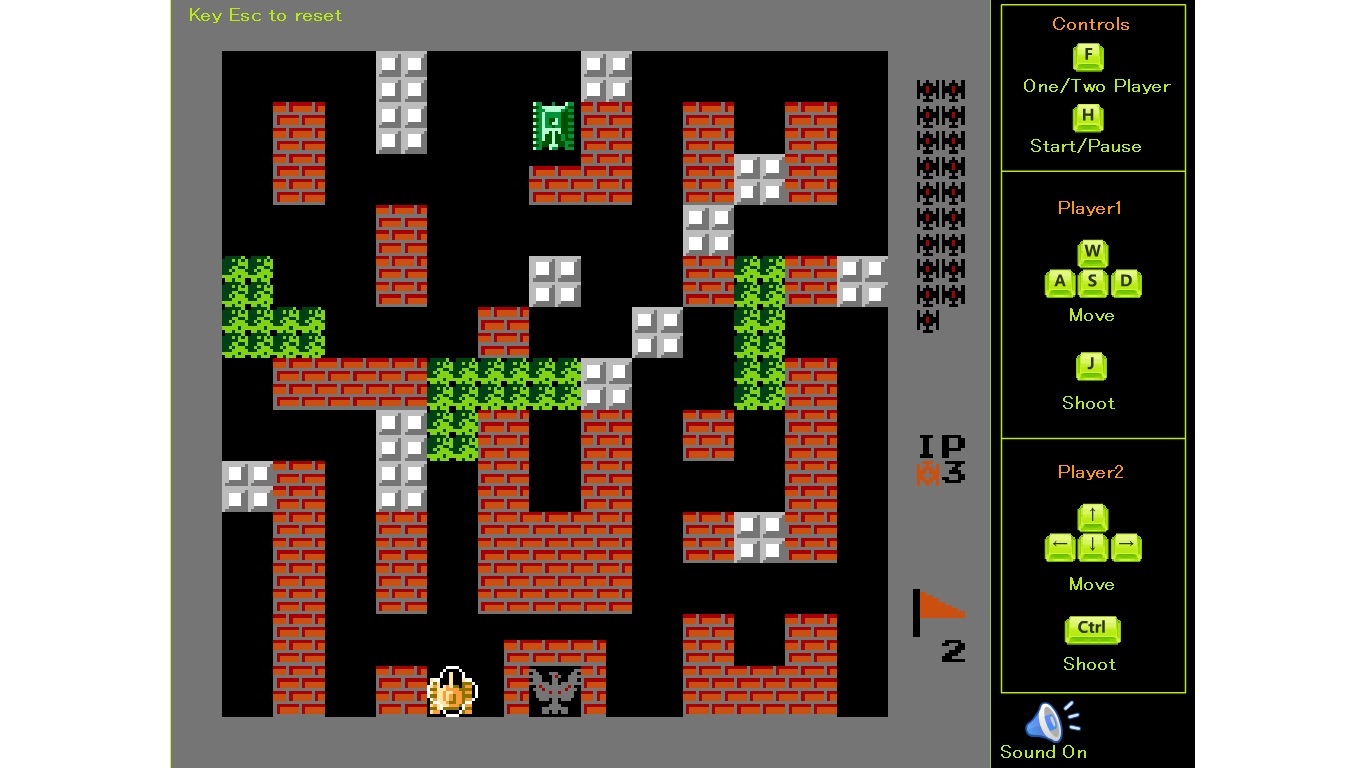 Key Esc to reset
IP
3
2
Controls
F
One/Two Player
H
Start/Pause
Player1
W
A S D
Move
J
Shoot
Player2
↑
← ↓ →
Move
Ctrl
Shoot
Sound On